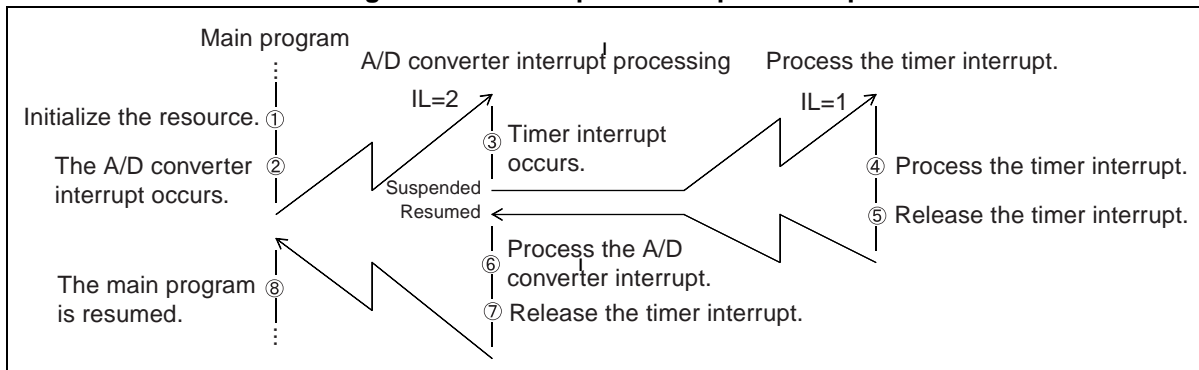 Main program
A/D converter interrupt processing
Process the timer interrupt.
IL=2
IL=1
Initialize the resource. ①
② The A/D converter
interrupt occurs.
③ Timer interrupt
occurs.
Suspended
Resumed
④ Process the timer interrupt.
⑤ Release the timer interrupt.
⑥ Process the A/D
converter interrupt.
⑦ Release the timer interrupt.
The main program ⑧
is resumed.